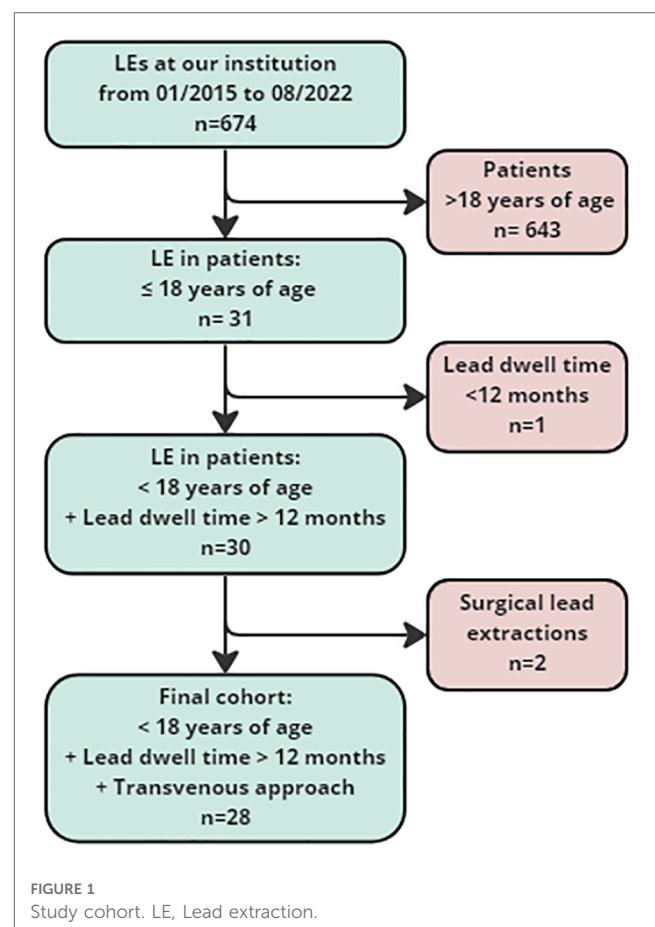 LEs at our institution
from 01/2015 to 08/2022
n=674
Patients
>18 years of age
n= 643
LE in patients:
≤ 18 years of age
n= 31
Lead dwell time
<12 months
n=1
LE in patients:
< 18 years of age
+ Lead dwell time > 12 months
n=30
Surgical lead
extractions
n=2
Final cohort:
< 18 years of age
+ Lead dwell time > 12 months
+ Transvenous approach
n=28
FIGURE 1
Study cohort. LE, Lead extraction.